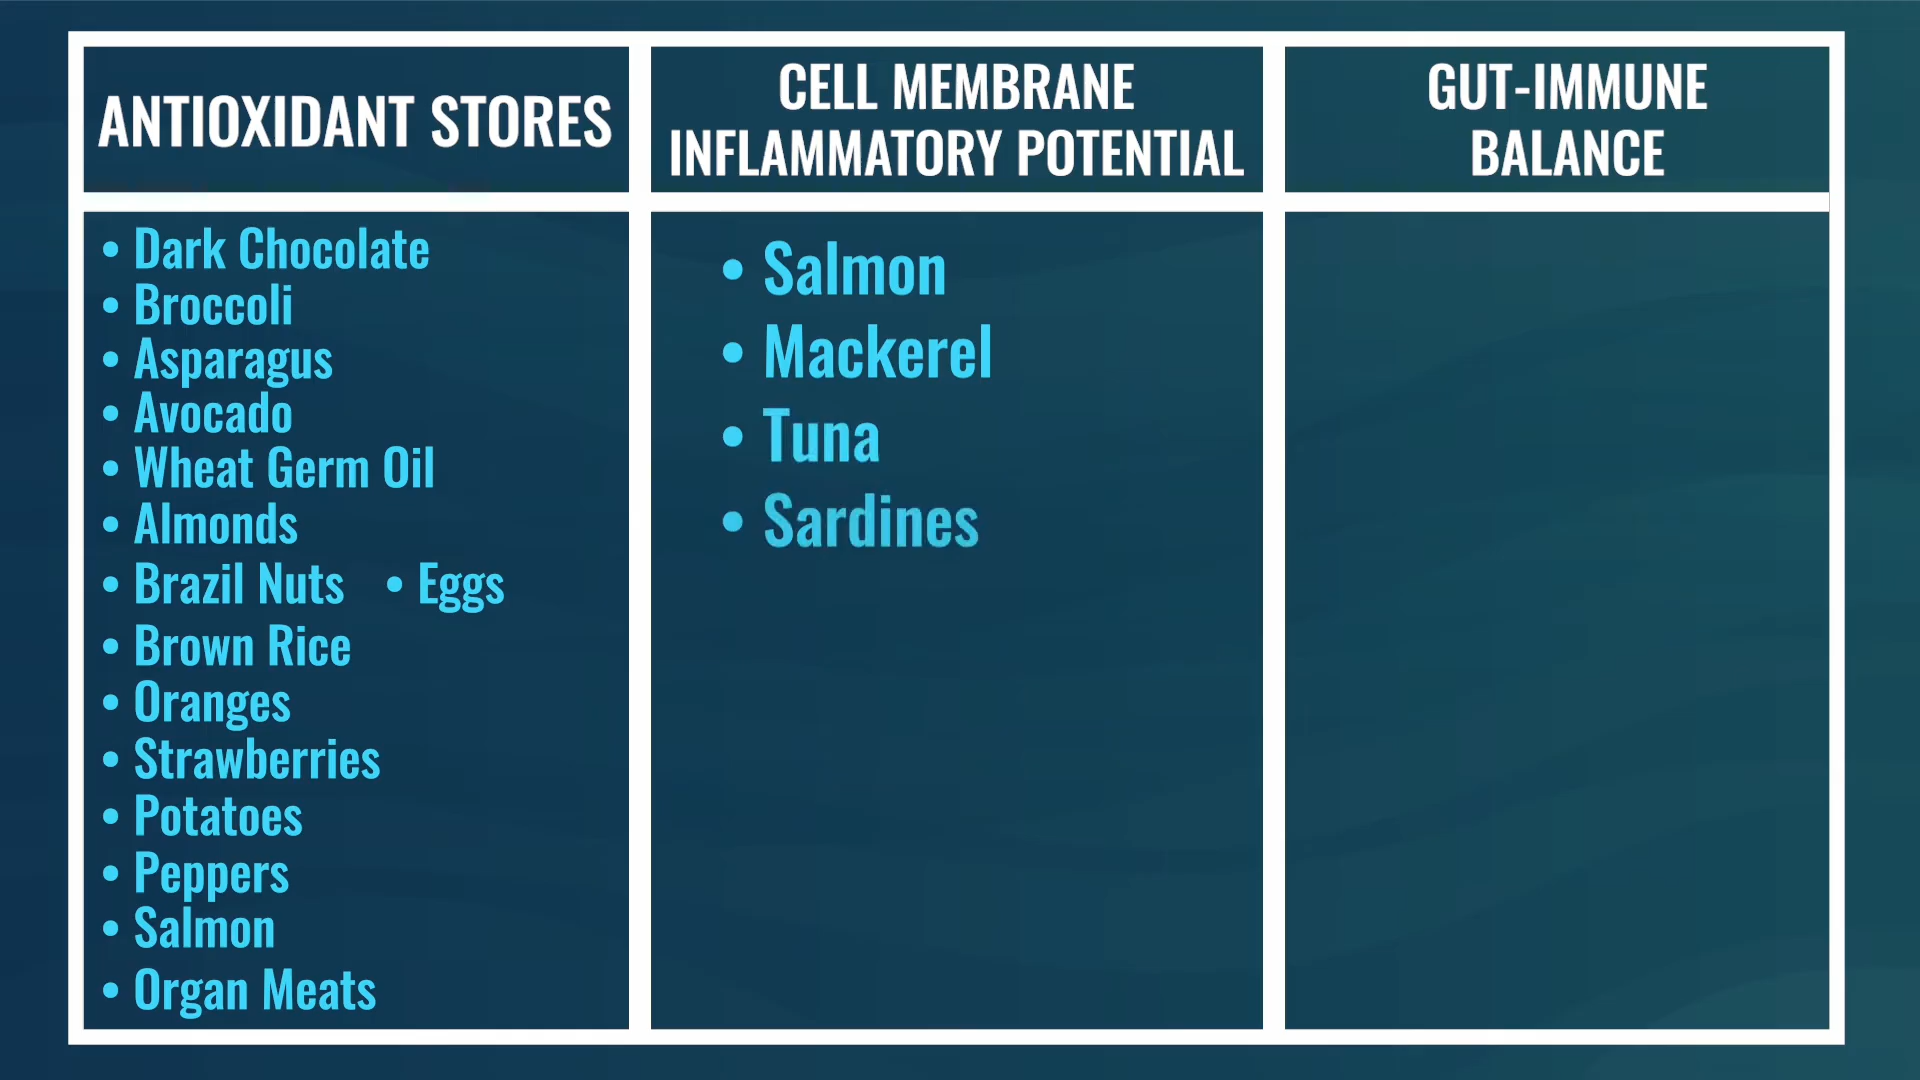 ANTIOXIDANT STORES
• Dark Chocolate
• Broccoli
• Asparagus
• Avocado
• Wheat Germ Oil
• Almonds
• Brazil Nuts • Eggs
• Brown Rice
• Oranges
• Strawberries
• Potatoes
• Peppers
• Salmon
• Organ Meats
CELL MEMBRANE
INFLAMMATORY POTENTIAL
• Salmon
• Mackerel
• Tuna
• Sardines
GUT-IMMUNE
BALANCE